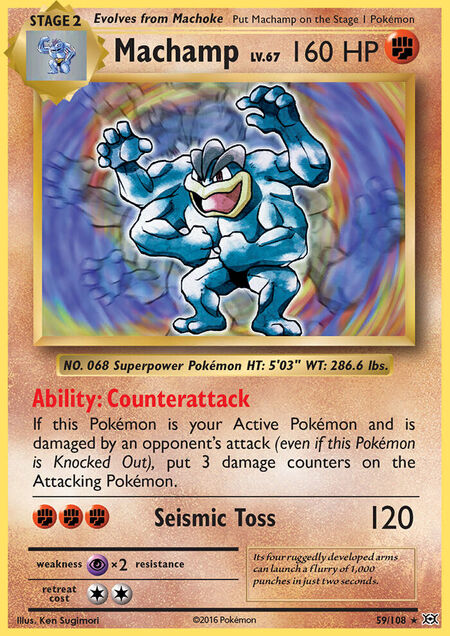 STAGE 2
Evolves from Machoke
Put Machamp on the Stage 1 Pokémon
Machamp LV.67 160 HP
NO. 068 Superpower Pokémon HT: 5'03" WT: 286.6 lbs.
Ability: Counterattack
If this Pokémon is your Active Pokémon and is
damaged by an opponent's attack (even if this Pokémon
is Knocked Out), put 3 damage counters on the
Attacking Pokémon.
Seismic Toss 120
weakness ×2 resistance
retreat
cost
Its four ruggedly developed arms
can launch a flurry of 1,000
punches in just two seconds.
Illus. Ken Sugimori
©2016 Pokémon
59/108 ★